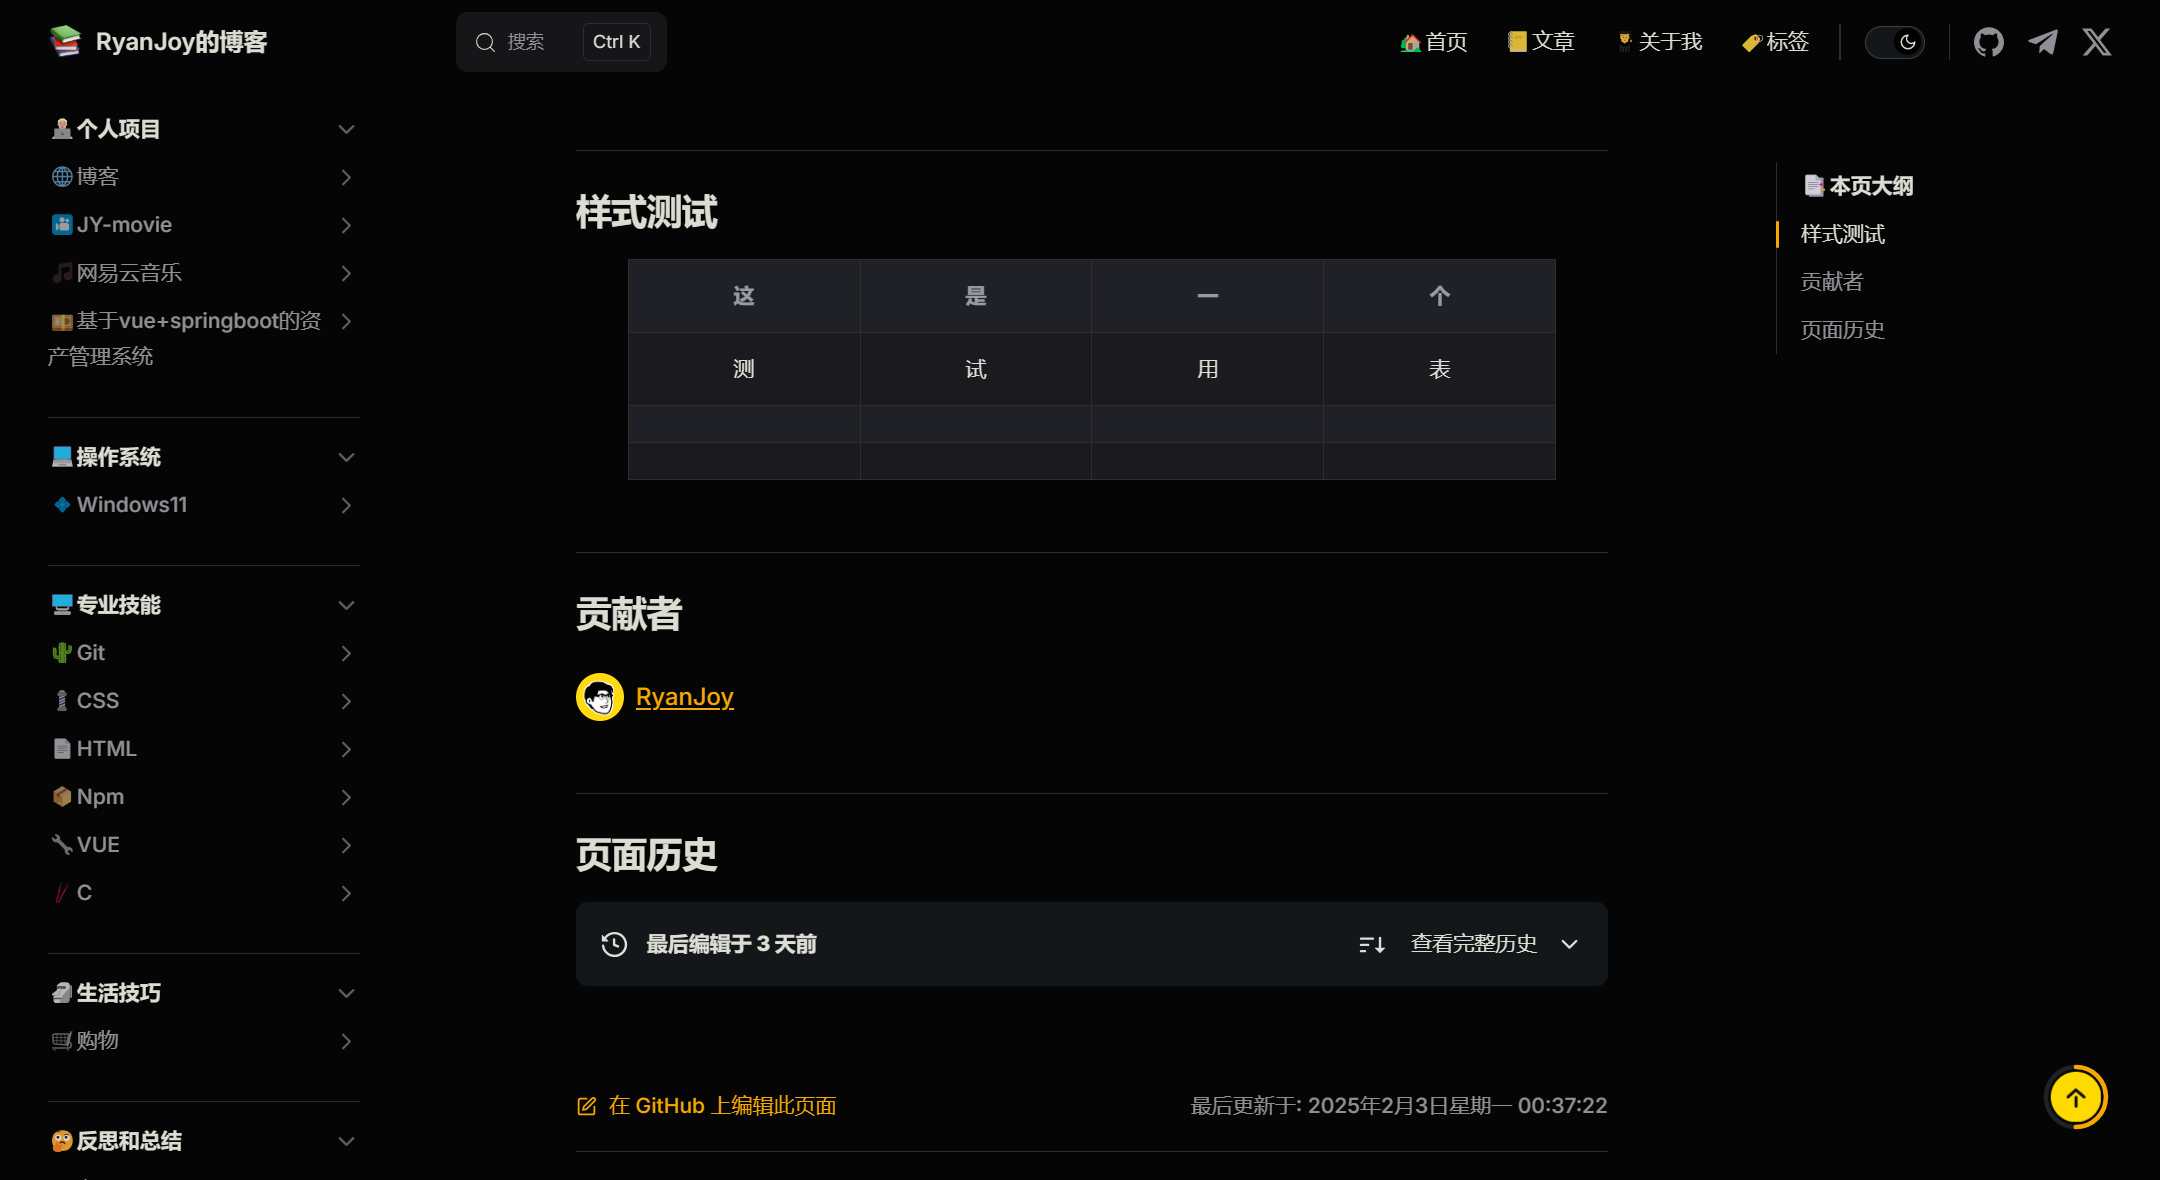 RyanJoy的博客
搜索
Ctrl K
首页
文章
关于我
标签
个人项目
博客
JY-movie
网易云音乐
基于vue+springboot的资
产管理系统
操作系统
Windows11
专业技能
Git
CSS
HTML
Npm
VUE
C
生活技巧
购物
反思和总结
样式测试
这 是 一 个
测 试 用 表
贡献者
RyanJoy
页面历史
最后编辑于 3 天前
查看完整历史
在 GitHub 上编辑此页面
最后更新于: 2025年2月3日星期一 00:37:22
本页大纲
样式测试
贡献者
页面历史